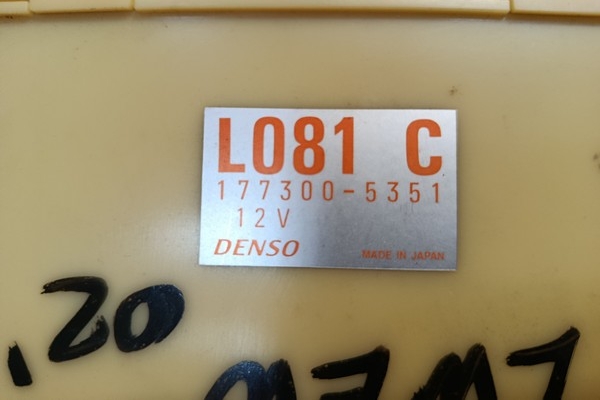 L081 C
177300-5351
12V
DENSO MADE IN JAPAN
.20